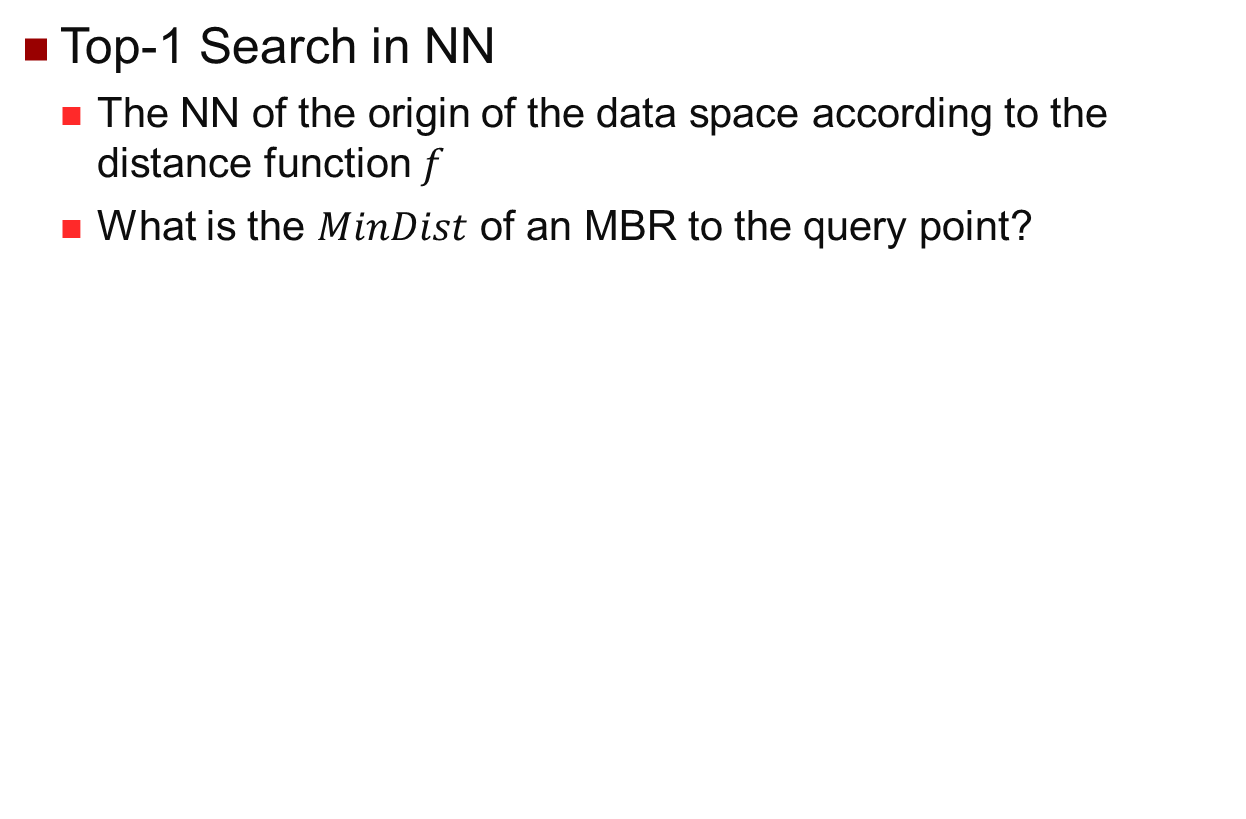 Top-1 Search in NN
The NN of the origin of the data space according to the
distance function 𝑓
What is the 𝑀𝑖𝑛𝐷𝑖𝑠𝑡 of an MBR to the query point?